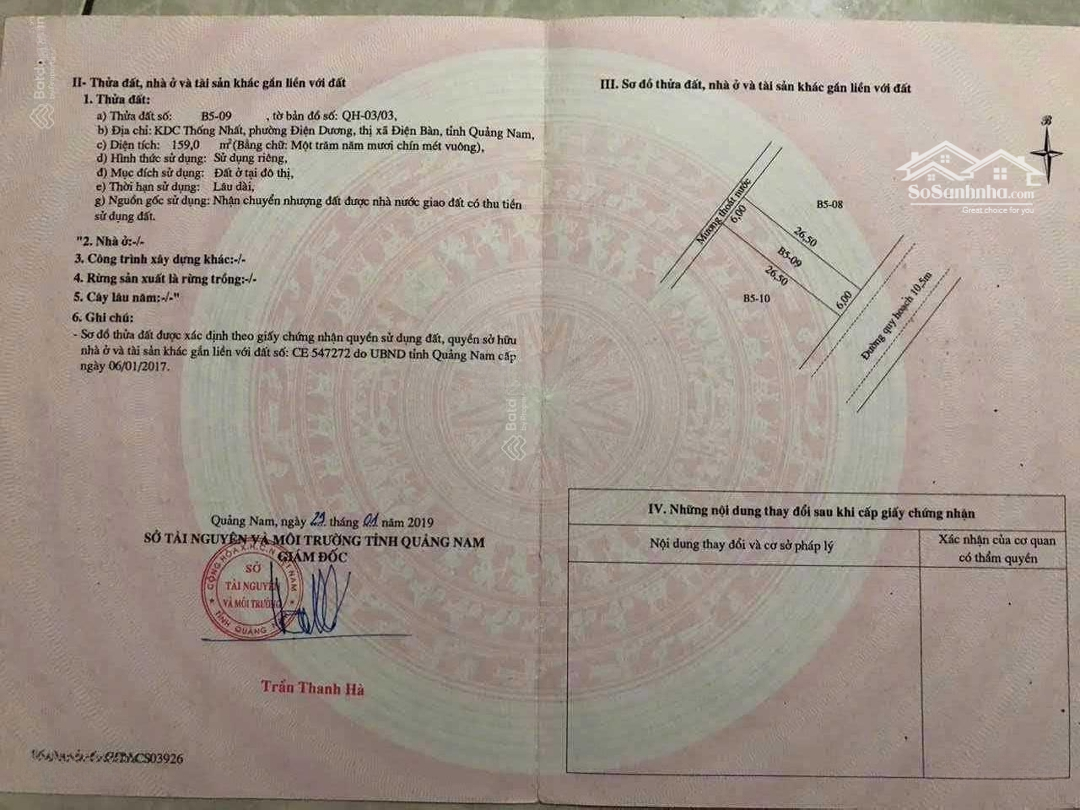 II- Thửa đất, nhà ở và tài sản khác gắn liền với đất
1. Thửa đất:
a) Thửa đất số: B5-09 , tờ bản đồ số: QH-03/03,
b) Địa chỉ: KDC Thống Nhất, phường Điện Dương, thị xã Điện Bàn, tỉnh Quảng Nam,
c) Diện tích: 159,0 m² (Bằng chữ: Một trăm năm mươi chín mét vuông),
d) Hình thức sử dụng: Sử dụng riêng,
đ) Mục đích sử dụng: Đất ở tại đô thị,
e) Thời hạn sử dụng: Lâu dài,
g) Nguồn gốc sử dụng: Nhận chuyển nhượng đất được nhà nước giao đất có thu tiền
sử dụng đất.
"2. Nhà ở:-/-
3. Công trình xây dựng khác:-/-
4. Rừng sản xuất là rừng trồng:-/-
5. Cây lâu năm:-/-"
6. Ghi chú:
- Sơ đồ thửa đất được xác định theo giấy chứng nhận quyền sử dụng đất, quyền sở hữu
nhà ở và tài sản khác gắn liền với đất số: CE 547272 do UBND tỉnh Quảng Nam cấp
ngày 06/01/2017.
Quảng Nam, ngày 29 tháng 01 năm 2019
SỞ TÀI NGUYÊN VÀ MÔI TRƯỜNG TỈNH QUẢNG NAM
GIÁM ĐỐC
CỘNG HÒA X.H.C.N VIỆT NAM
SỞ
TÀI NGUYÊN
VÀ MÔI TRƯỜNG
TỈNH QUẢNG
Trần Thanh Hà
CS03926
III. Sơ đồ thửa đất, nhà ở và tài sản khác gắn liền với đất
B
SoSanhnha.com
Great choice for you
B5-08
Mương thoát nước
6,00
26,50
B5-09
26,50
6,00
B5-10
Đường quy hoạch 10,5m
IV. Những nội dung thay đổi sau khi cấp giấy chứng nhận
Nội dung thay đổi và cơ sở pháp lý
Xác nhận của cơ quan
có thẩm quyền